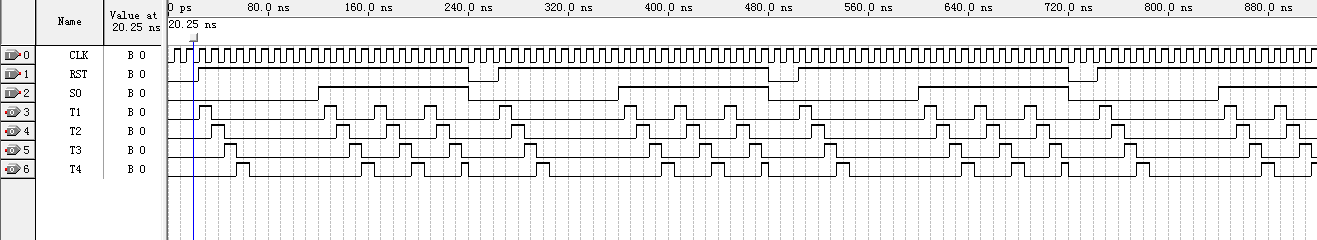 0 ps 80.0 ns 160.0 ns 240.0 ns 320.0 ns 400.0 ns 480.0 ns 560.0 ns 640.0 ns 720.0 ns 800.0 ns 880.0 ns
Name Value at 20.25 ns
20.25 ns
0 CLK B 0
1 RST B 0
2 S0 B 0
3 T1 B 0
4 T2 B 0
5 T3 B 0
6 T4 B 0